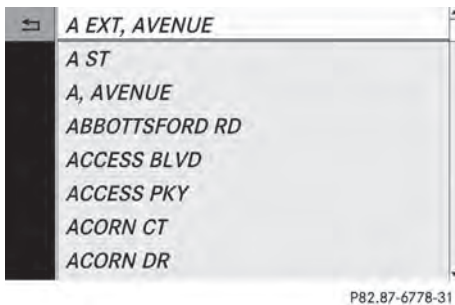 A EXT, AVENUE
A ST
A, AVENUE
ABBOTTSFORD RD
ACCESS BLVD
ACCESS PKY
ACORN CT
ACORN DR
P82.87-6778-31